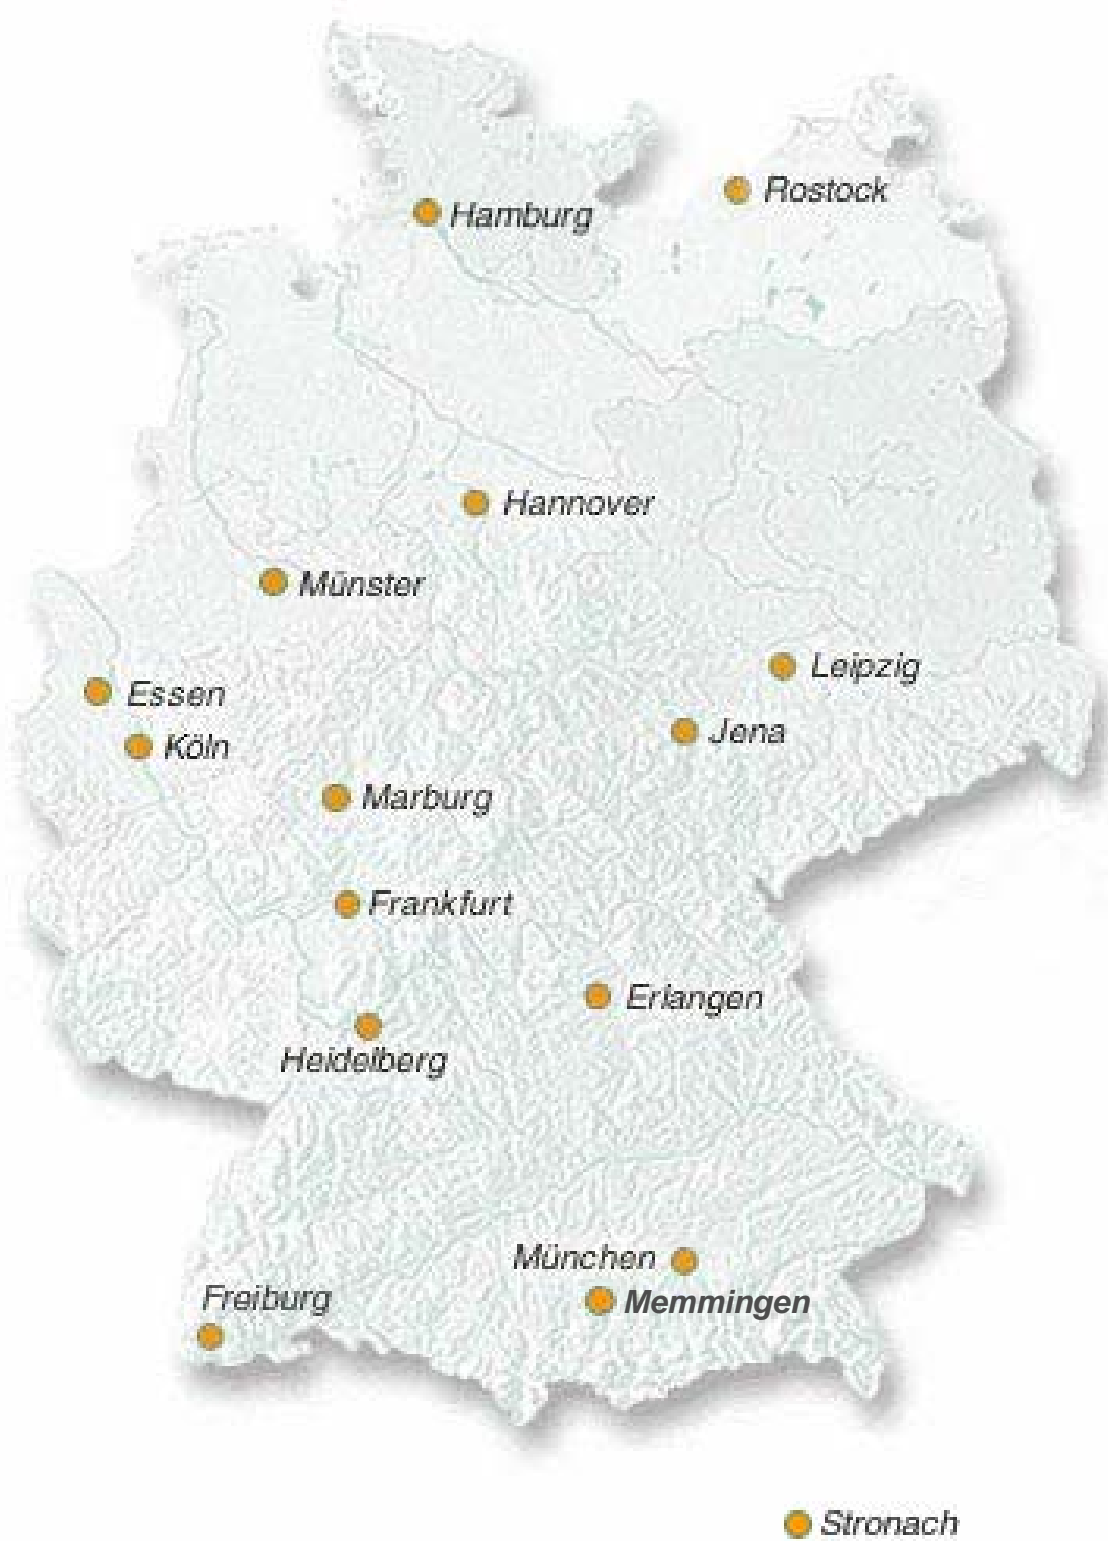 Rostock
Hamburg
Hannover
Münster
Leipzig
Essen
Jena
Köln
Marburg
Frankfurt
Erlangen
Heidelberg
München
Freiburg
Memmingen
Stronach